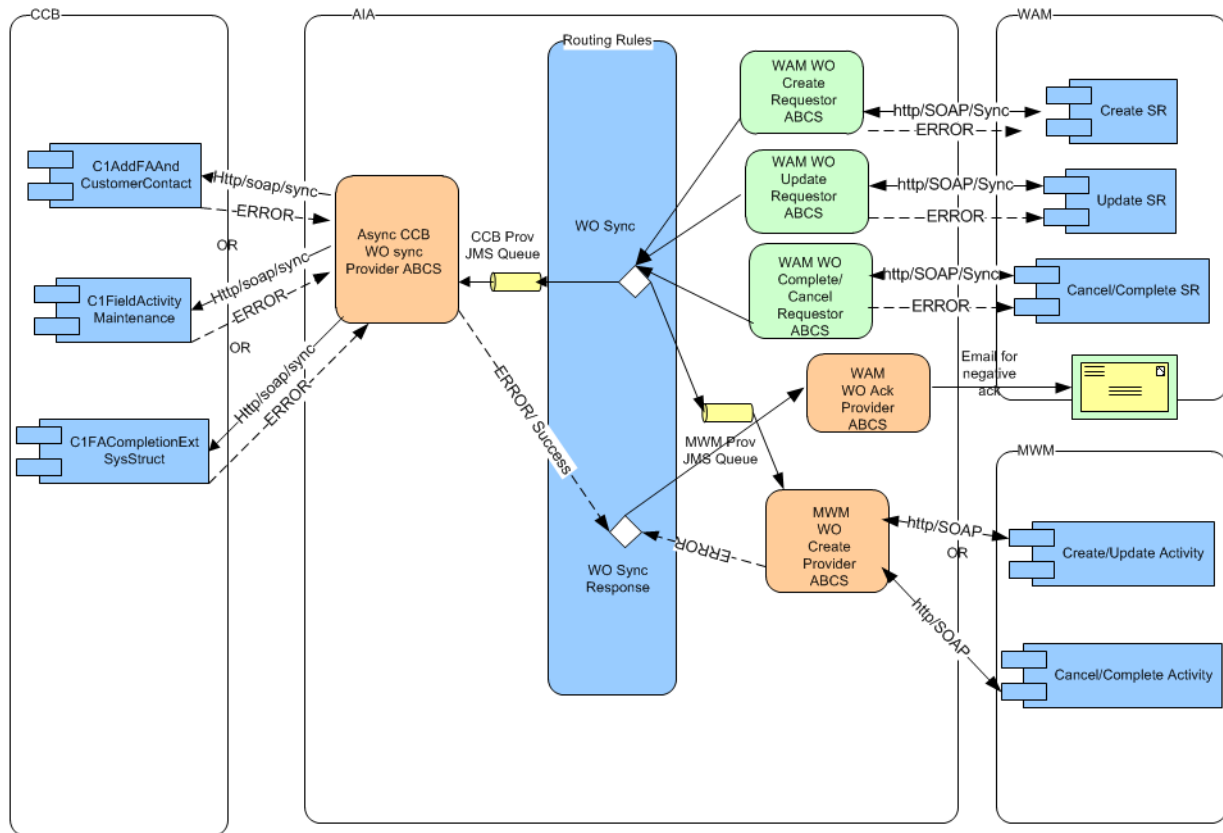 CCB
AIA
WAM
Routing Rules
WAM WO
Create
Requestor
ABCS
http/SOAP/Sync
ERROR
Create SR
C1AddFAAnd
CustomerContact
Http/soap/sync
ERROR
OR
WAM WO
Update
Requestor
ABCS
http/SOAP/Sync
ERROR
Update SR
Async CCB
WO sync
Provider ABCS
CCB Prov
JMS Queue
WO Sync
WAM WO
Complete/
Cancel
Requestor
ABCS
http/SOAP/Sync
ERROR
Cancel/Complete SR
C1FieldActivity
Maintenance
Http/soap/sync
ERROR
OR
WAM
WO Ack
Provider
ABCS
Email for
negative
ack
C1FACompletionExt
SysStruct
Http/soap/sync
ERROR
ERROR/ Success
MWM Prov
JMS Queue
MWM
MWM
WO
Create
Provider
ABCS
http/SOAP
OR
Create/Update Activity
ERROR
WO Sync
Response
http/SOAP
Cancel/Complete Activity